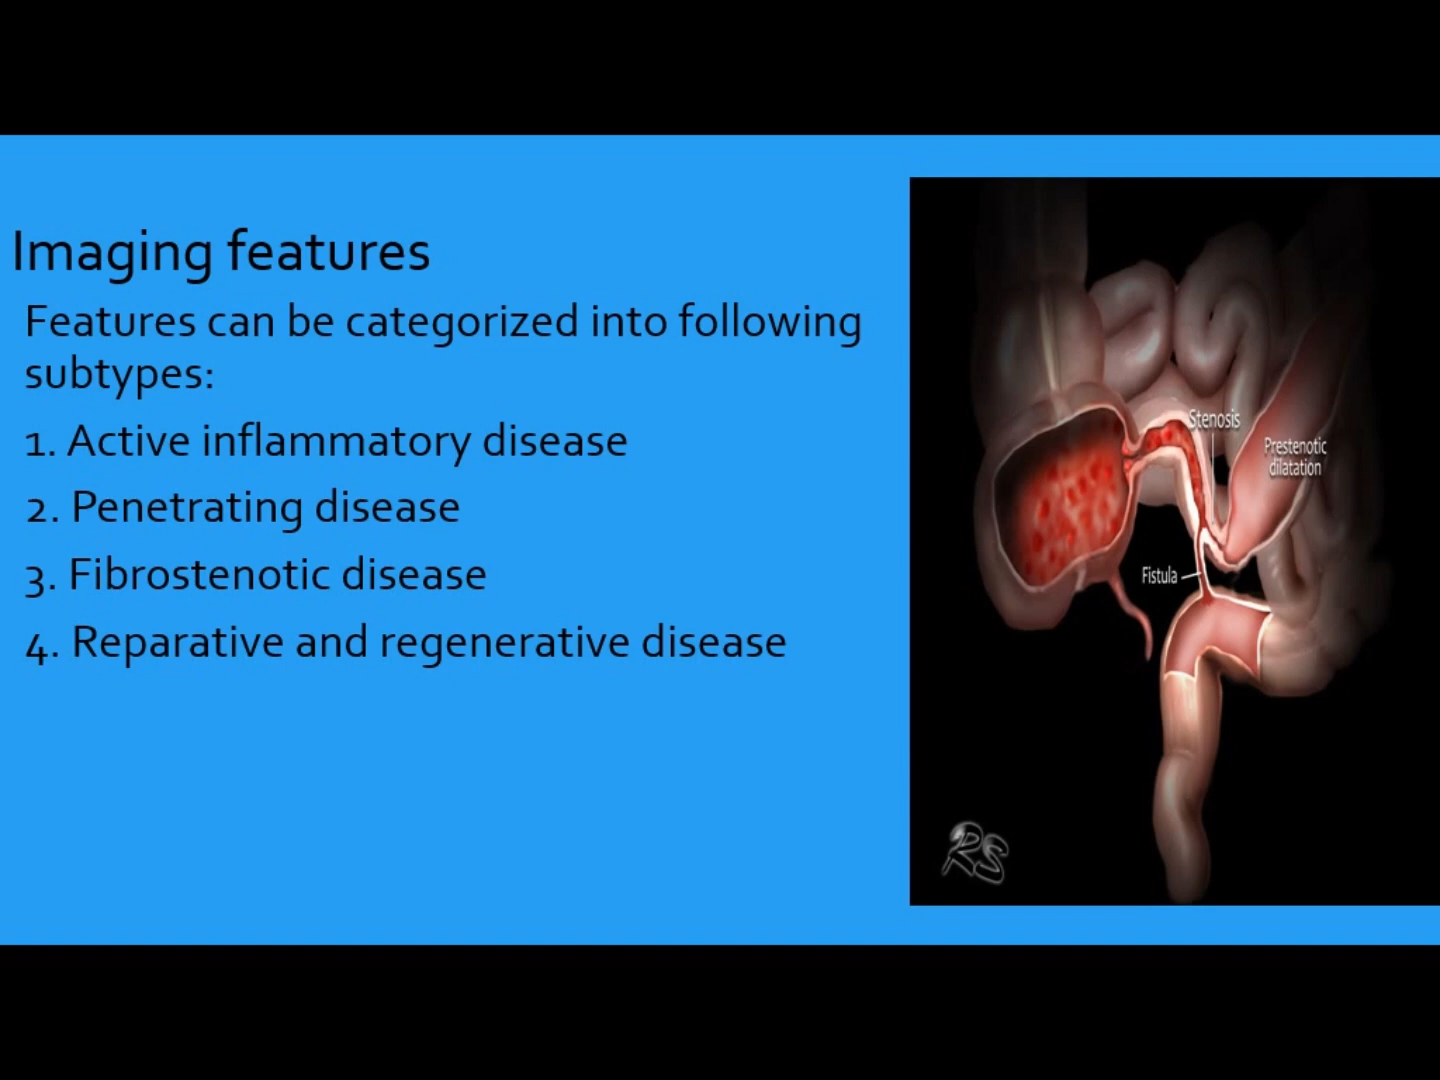 Imaging features
Features can be categorized into following
subtypes:
1. Active inflammatory disease
2. Penetrating disease
3. Fibrostenotic disease
4. Reparative and regenerative disease
Stenosis
Prestenotic
dilatation
Fistula
RS